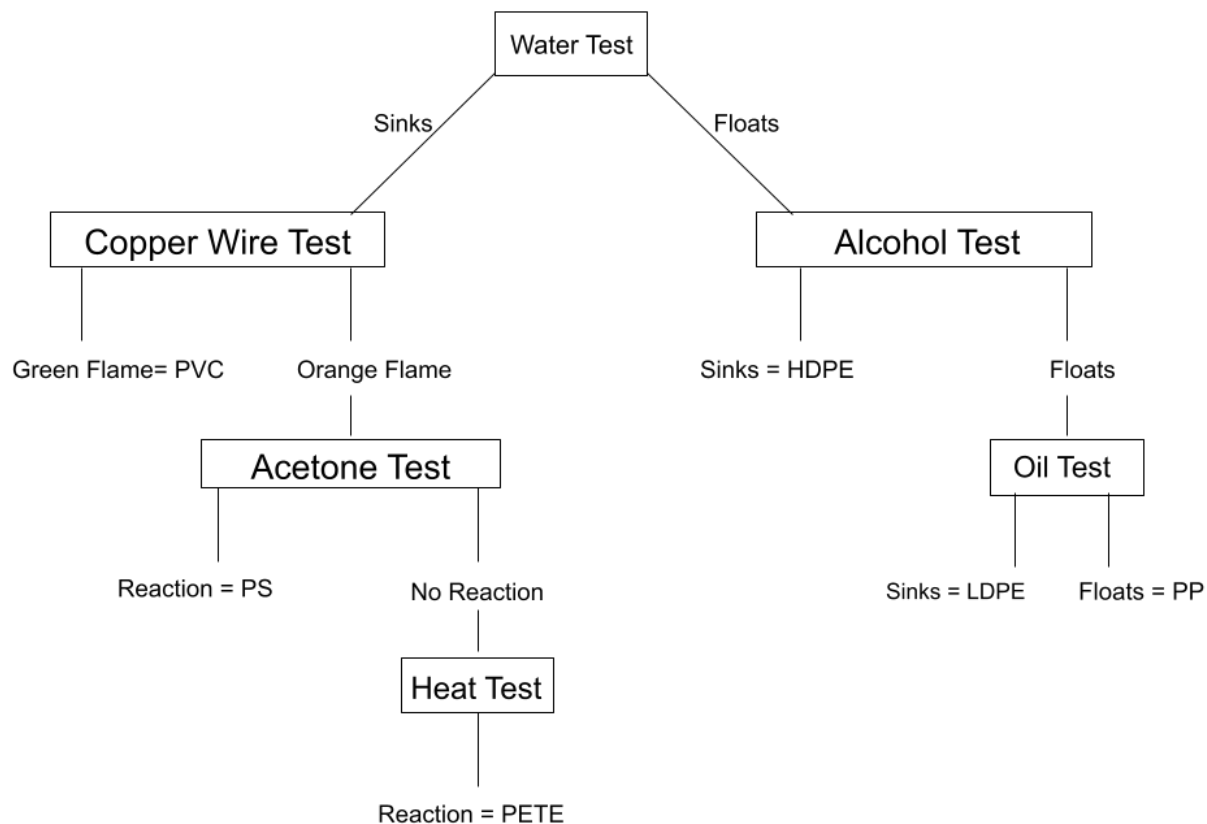 Water Test
Sinks
Floats
Copper Wire Test
Alcohol Test
Green Flame= PVC
Orange Flame
Sinks = HDPE
Floats
Acetone Test
Oil Test
Reaction = PS
No Reaction
Sinks = LDPE
Floats = PP
Heat Test
Reaction = PETE